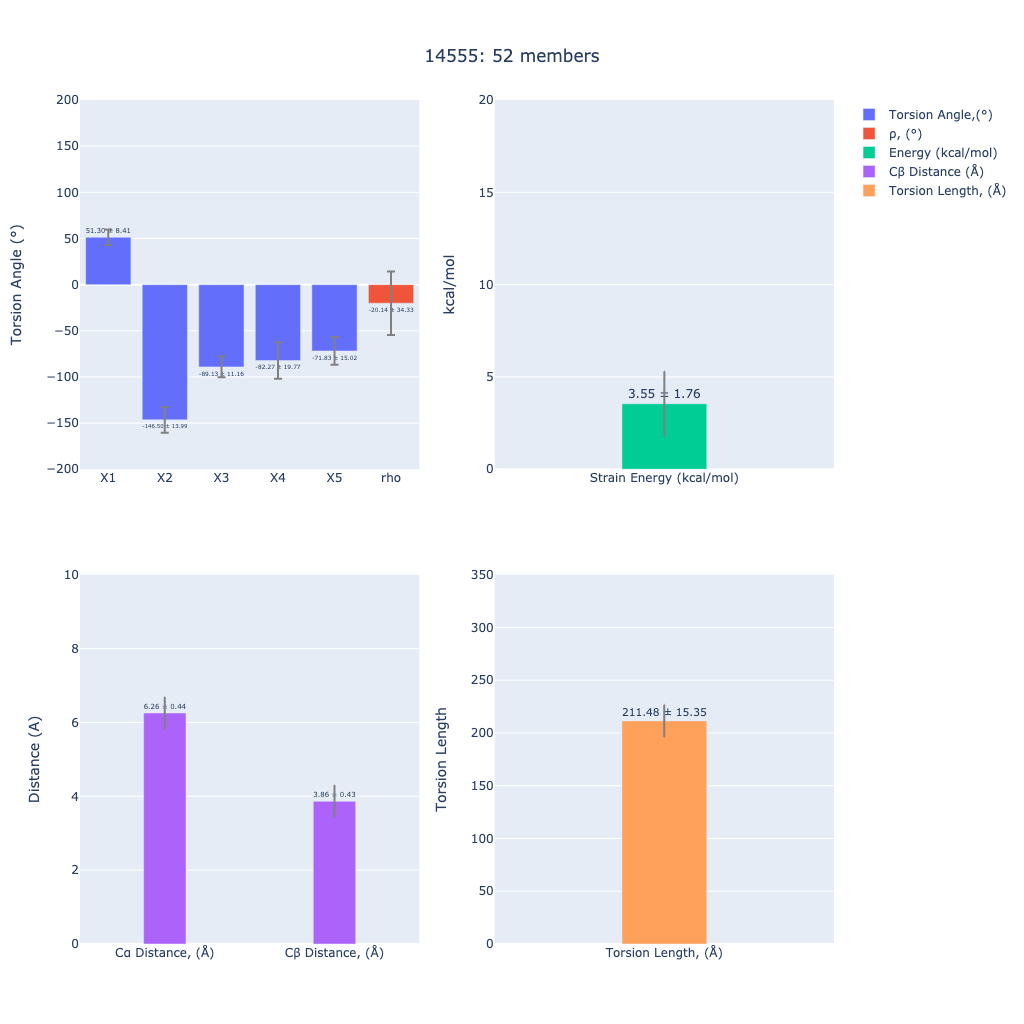 14555: 52 members
Torsion Angle (°)
200
150
100
50
0
−50
−100
−150
−200
51.30 ± 8.41
-146.50 ± 13.99
-89.13 ± 11.16
-82.27 ± 19.77
-71.83 ± 15.02
-20.14 ± 34.33
X1 X2 X3 X4 X5 rho
kcal/mol
20
15
10
5
0
3.55 ± 1.76
Strain Energy (kcal/mol)
Torsion Angle,(°)
ρ, (°)
Energy (kcal/mol)
Cβ Distance (Å)
Torsion Length, (Å)
Distance (A)
10
8
6
4
2
0
6.26 ± 0.44
3.86 ± 0.43
Cα Distance, (Å) Cβ Distance, (Å)
Torsion Length
350
300
250
200
150
100
50
0
211.48 ± 15.35
Torsion Length, (Å)